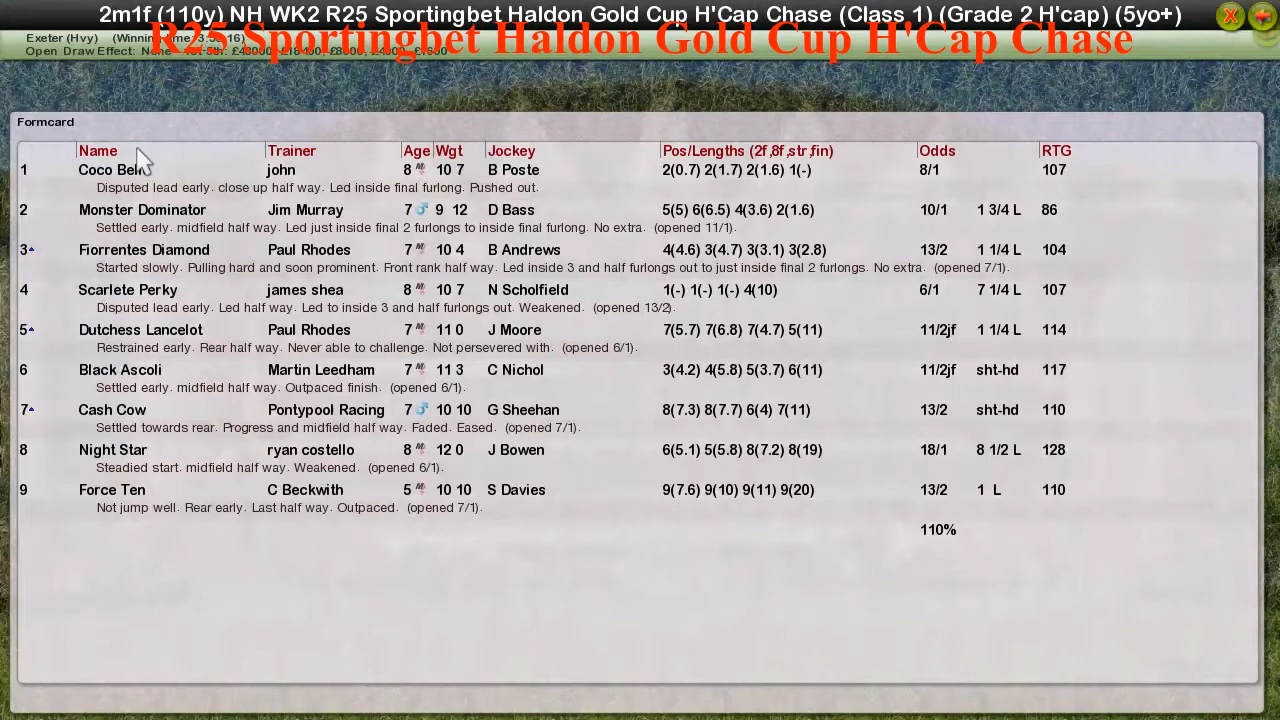 2m1f (110y) NH WK2 R25 Sportingbet Haldon Gold Cup H'Cap Chase (Class 1) (Grade 2 H'cap) (5yo+)
R25 Sportingbet Haldon Gold Cup H'Cap Chase
Exeter (Hvy) (Winning
Open Draw Effect: None
Formcard
Name Trainer Age Wgt Jockey Pos/Lengths (2f,8f,str,fin) Odds RTG
1 Coco john 8 10 7 B Poste 2(0.7) 2(1.7) 2(1.6) 1(-) 8/1 107
Disputed lead early. close up half way. Led inside final furlong. Pushed out.
2 Monster Dominator Jim Murray 7 9 12 D Bass 5(5) 6(6.5) 4(3.6) 2(1.6) 10/1 1 3/4 L 86
Settled early. midfield half way. Led just inside final 2 furlongs to inside final furlong. No extra. (opened 11/1).
3 Fiorrentes Diamond Paul Rhodes 7 10 4 B Andrews 4(4.6) 3(4.7) 3(3.1) 3(2.8) 13/2 1 1/4 L 104
Started slowly. Pulling hard and soon prominent. Front rank half way. Led inside 3 and half furlongs out to just inside final 2 furlongs. No extra. (opened 7/1).
4 Scarlete Perky james shea 8 10 7 N Scholfield 1(-) 1(-) 1(-) 4(10) 6/1 7 1/4 L 107
Disputed lead early. Led half way. Led to inside 3 and half furlongs out. Weakened. (opened 13/2).
5 Dutchess Lancelot Paul Rhodes 7 11 0 J Moore 7(5.7) 7(6.8) 7(4.7) 5(11) 11/2jf 1 1/4 L 114
Restrained early. Rear half way. Never able to challenge. Not persevered with. (opened 6/1).
6 Black Ascoli Martin Leedham 7 11 3 C Nichol 3(4.2) 4(5.8) 5(3.7) 6(11) 11/2jf sht-hd 117
Settled early. midfield half way. Outpaced finish. (opened 6/1).
7 Cash Cow Pontypool Racing 7 10 10 G Sheehan 8(7.3) 8(7.7) 6(4) 7(11) 13/2 sht-hd 110
Settled towards rear. Progress and midfield half way. Faded. Eased. (opened 7/1).
8 Night Star ryan costello 8 12 0 J Bowen 6(5.1) 5(5.8) 8(7.2) 8(19) 18/1 8 1/2 L 128
Steadied start. midfield half way. Weakened. (opened 6/1).
9 Force Ten C Beckwith 5 10 10 S Davies 9(7.6) 9(10) 9(11) 9(20) 13/2 1 L 110
Not jump well. Rear early. Last half way. Outpaced. (opened 7/1).
110%